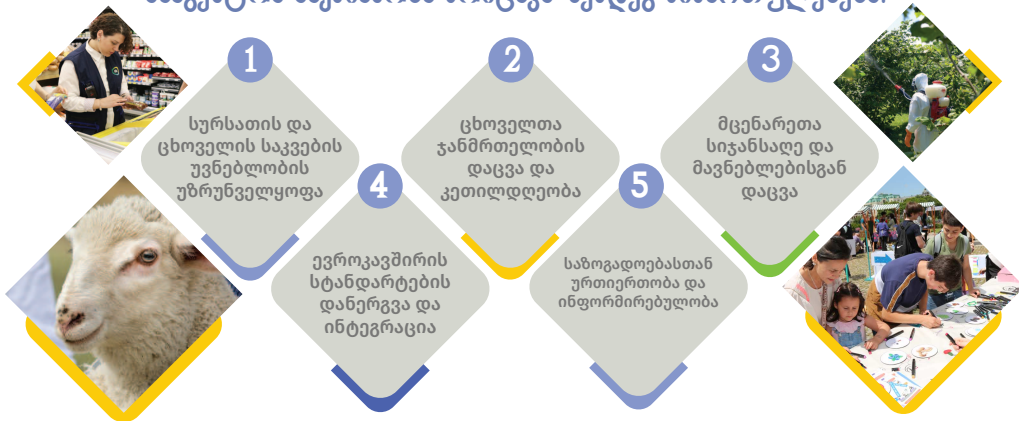 1
სურსათის და
ცხოველის საკვების
უვნებლობის
უზრუნველყოფა
2
ცხოველთა
ჯანმრთელობის
დაცვა და
კეთილდღეობა
3
მცენარეთა
სიჯანსაღე და
მავნებლებისგან
დაცვა
4
ევროკავშირის
სტანდარტების
დანერგვა და
ინტეგრაცია
5
საზოგადოებასთან
ურთიერთობა და
ინფორმირებულობა